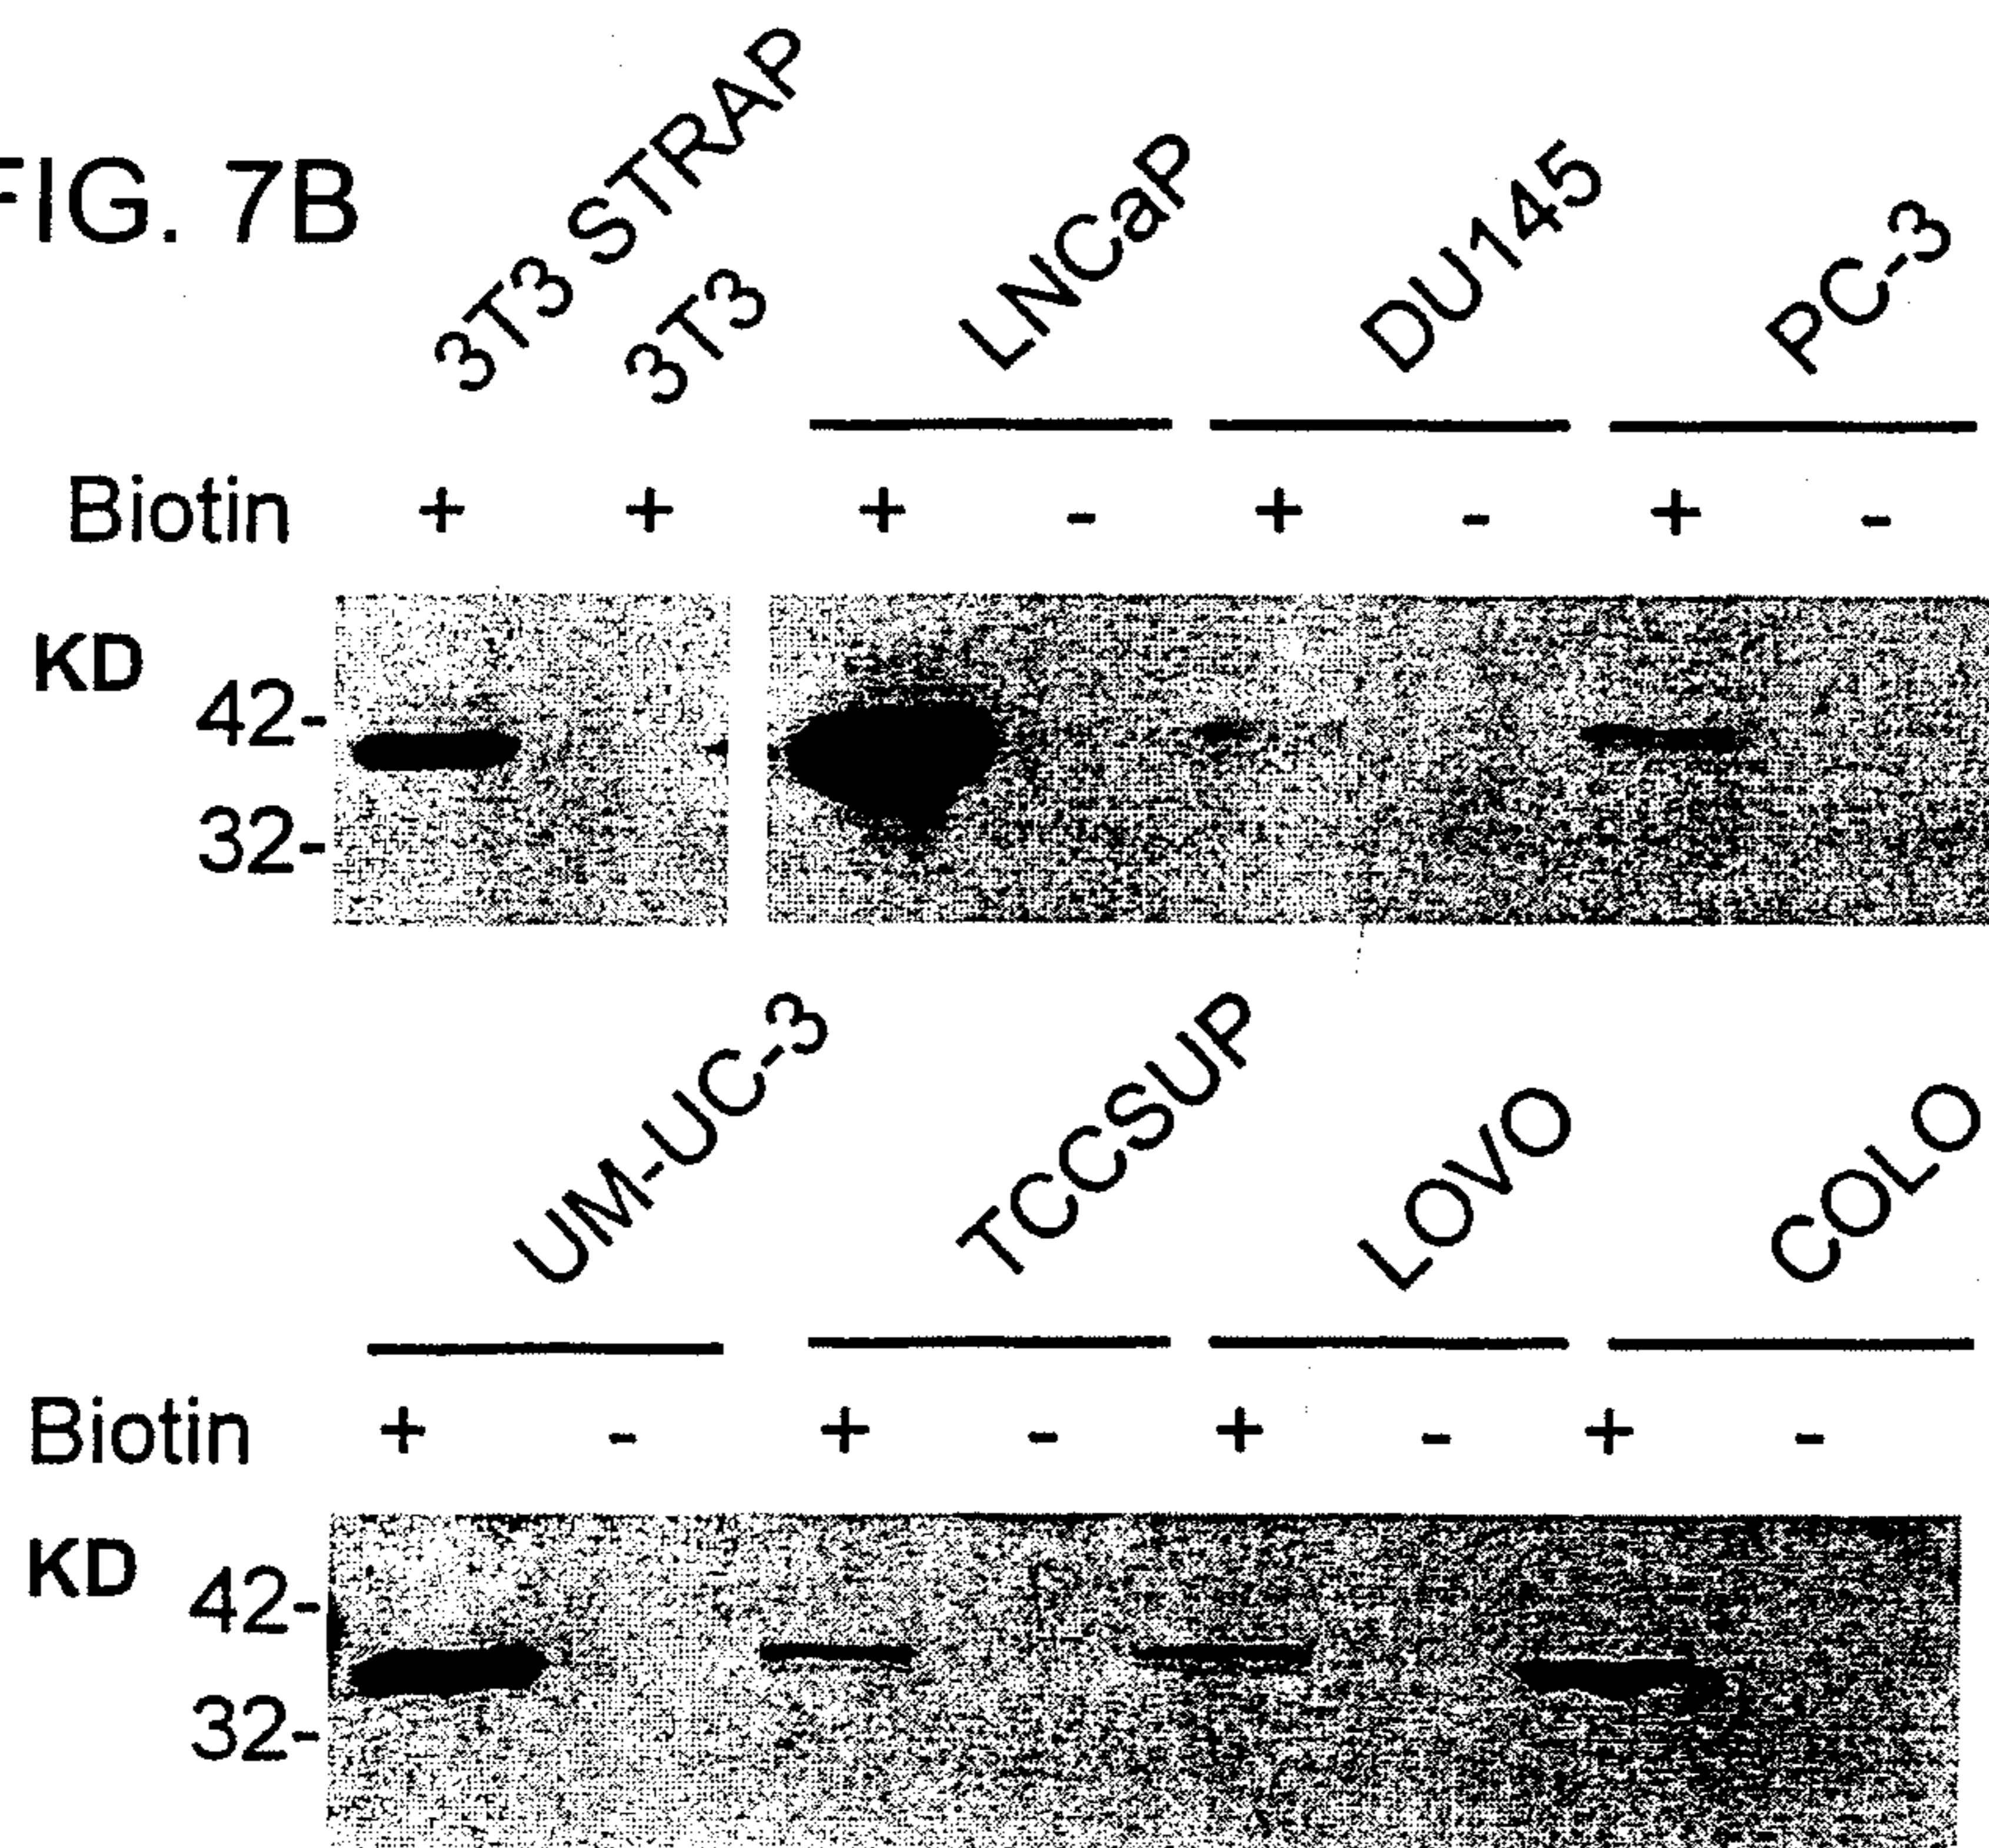 FIG. 7B
3T3 STRAP
3T3
LNCaP
DU145
PC-3
Biotin + + + - + - + -
KD
42-
32-
UM-UC-3
TCCSUP
LOVO
COLO
Biotin + - + - + - + -
KD
42-
32-